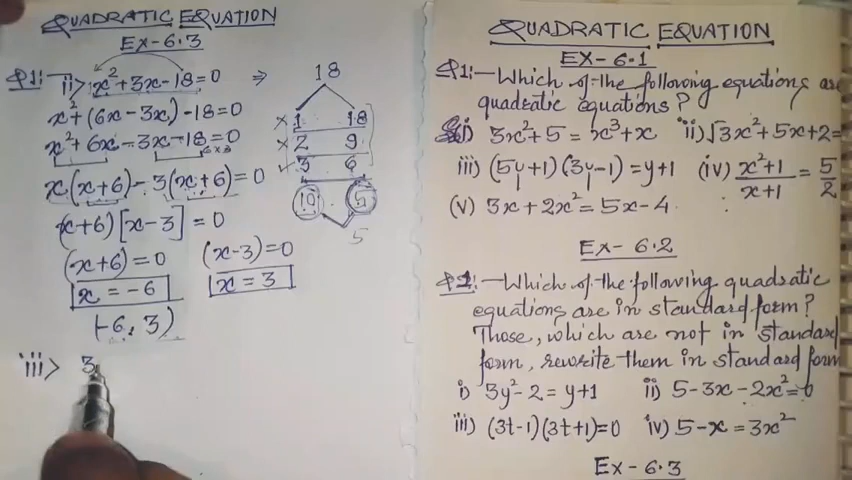 QUADRATIC EQUATION
Ex-6.3
Q1:- ii> x²+3x-18=0 ⇒
x²+(6x-3x)-18=0
x²+6x-3x-18=0
6×3
x(x+6)-3(x+6)=0
(x+6)[x-3]=0
(x+6)=0 (x-3)=0
x=-6 x=3
(-6, 3)
iii> 3
18
× 1 18
× 2 9
✓ 3 6
10
5
QUADRATIC EQUATION
EX-6.1
Q1:- Which of the following equations are
quadratic equations?
i) 3x²+5=x³+x ii) √3x²+5x+2=
iii) (5y+1)(3y-1)=y+1 (iv) x²+1/x+1 = 5/2
(v) 3x+2x²=5x-4
Ex-6.2
Q2:- Which of the following quadratic
equations are in standard form?
Those, which are not in standard
form, rewrite them in standard form
i) 3y²-2=y+1 ii) 5-3x-2x²=0
iii) (3t-1)(3t+1)=0 iv) 5-x=3x²
Ex-6.3